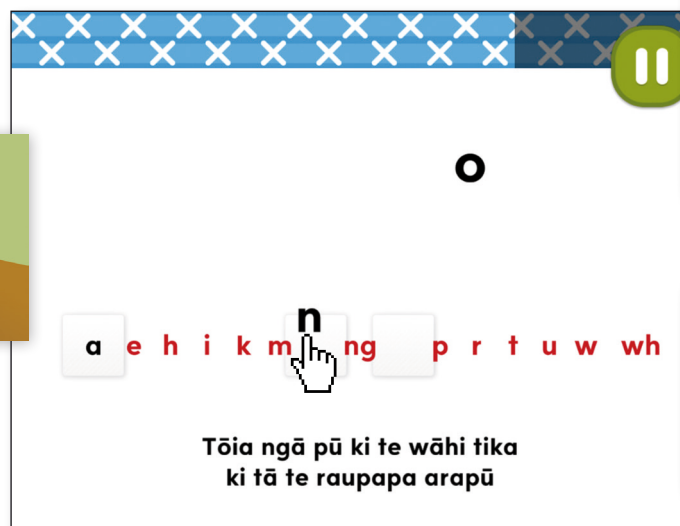 o
n
a e h i k m ng p r t u w wh
Tōia ngā pū ki te wāhi tika
ki tā te raupapa arapū